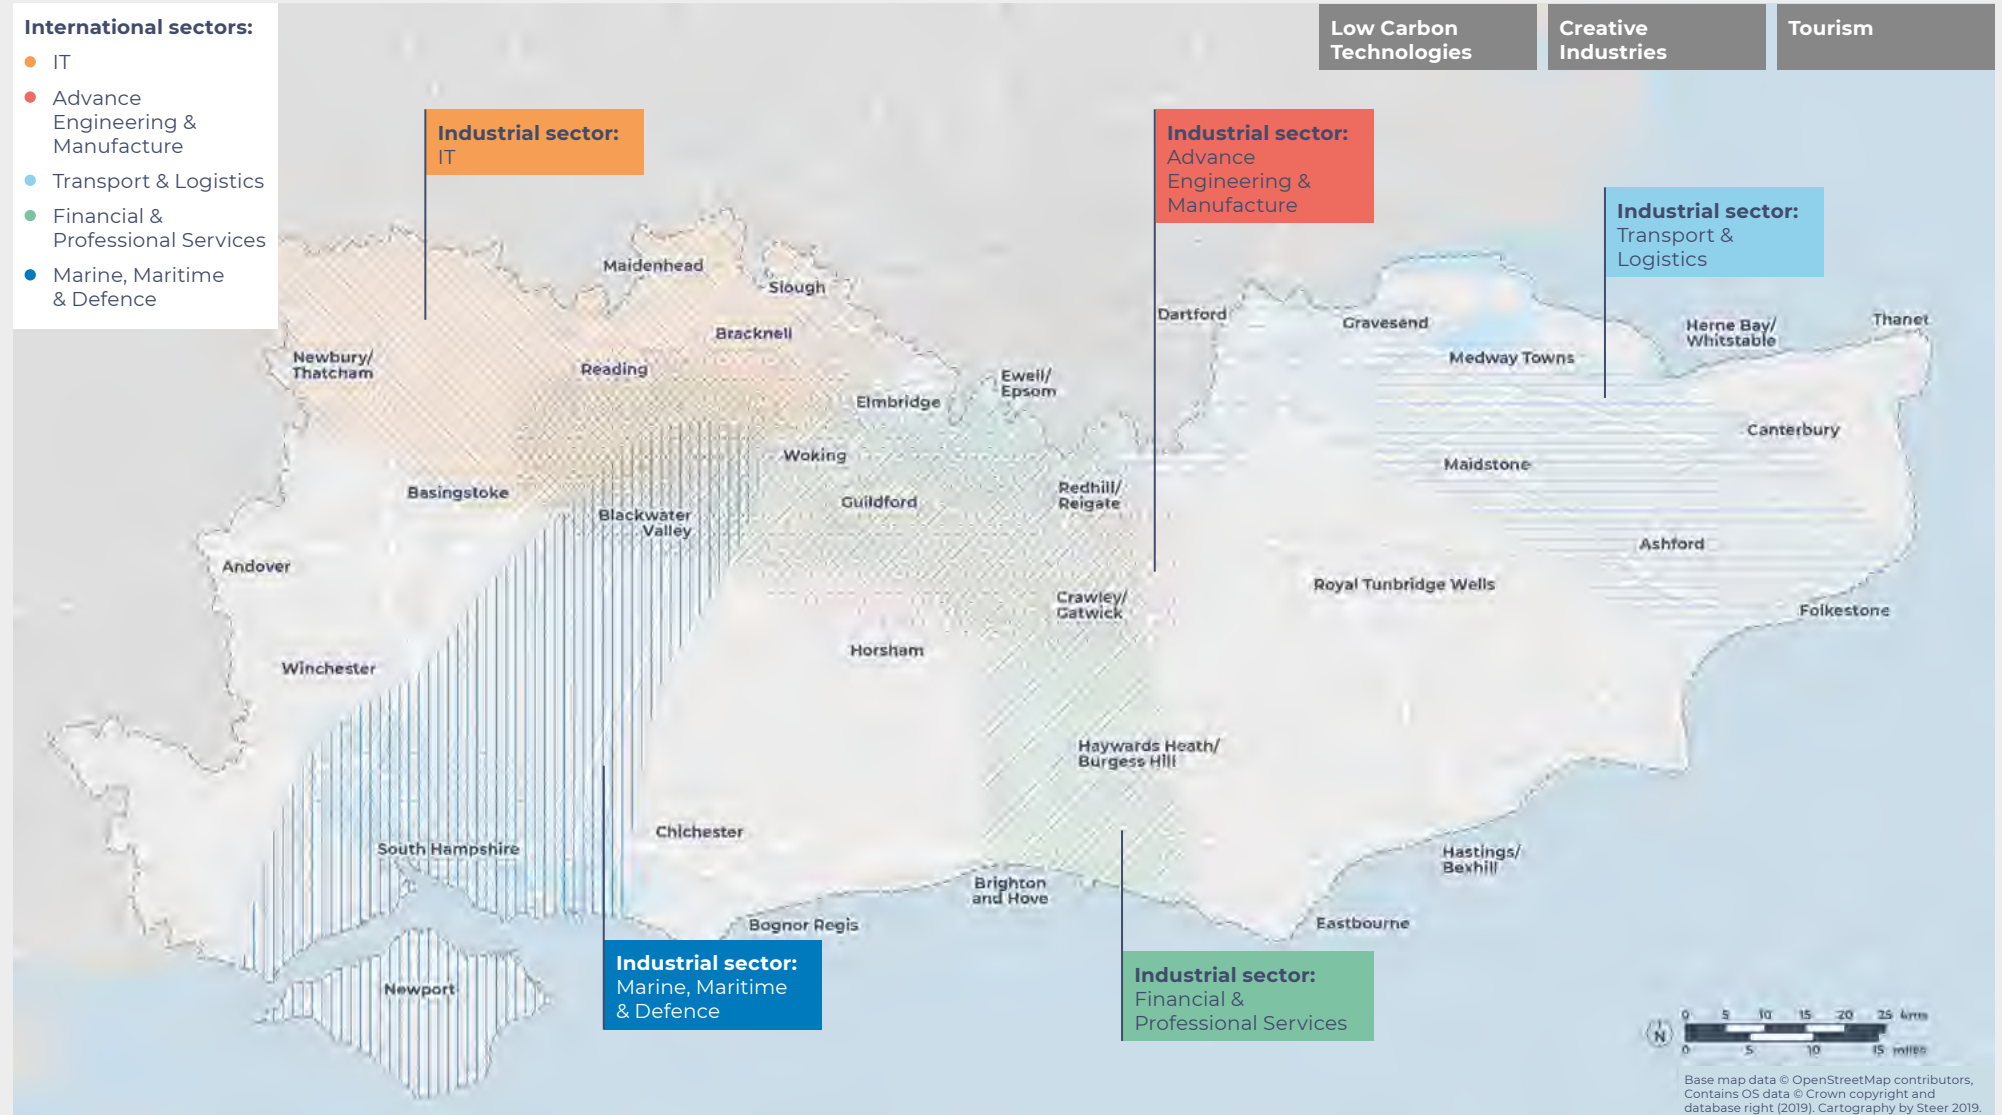 International sectors:
IT
Advance
Engineering &
Manufacture
Transport & Logistics
Financial &
Professional Services
Marine, Maritime
& Defence
Low Carbon
Technologies
Creative
Industries
Tourism
Industrial sector:
IT
Industrial sector:
Advance
Engineering &
Manufacture
Industrial sector:
Transport &
Logistics
Maidenhead
Slough
Bracknell
Newbury/
Thatcham
Reading
Dartford
Gravesend
Medway Towns
Herne Bay/
Whitstable
Thanet
Elmbridge
Ewell/
Epsom
Canterbury
Woking
Maidstone
Basingstoke
Guildford
Redhill/
Reigate
Blackwater
Valley
Ashford
Andover
Royal Tunbridge Wells
Crawley/
Gatwick
Folkestone
Horsham
Winchester
Haywards Heath/
Burgess Hill
Chichester
South Hampshire
Hastings/
Bexhill
Brighton
and Hove
Bognor Regis
Eastbourne
Newport
Industrial sector:
Marine, Maritime
& Defence
Industrial sector:
Financial &
Professional Services
N
0 5 10 15 20 25 kms
0 5 10 15 miles
Base map data © OpenStreetMap contributors,
Contains OS data © Crown copyright and
database right (2019). Cartography by Steer 2019.